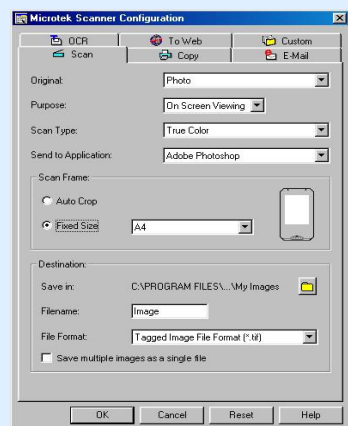 Microtek Scanner Configuration
OCR To Web Custom
Scan Copy E-Mail
Original: Photo
Purpose: On Screen Viewing
Scan Type: True Color
Send to Application: Adobe Photoshop
Scan Frame:
Auto Crop
Fixed Size A4
Destination:
Save in: C:\PROGRAM FILES\...\My Images
Filename: Image
File Format: Tagged Image File Format (*.tif)
Save multiple images as a single file
OK Cancel Reset Help